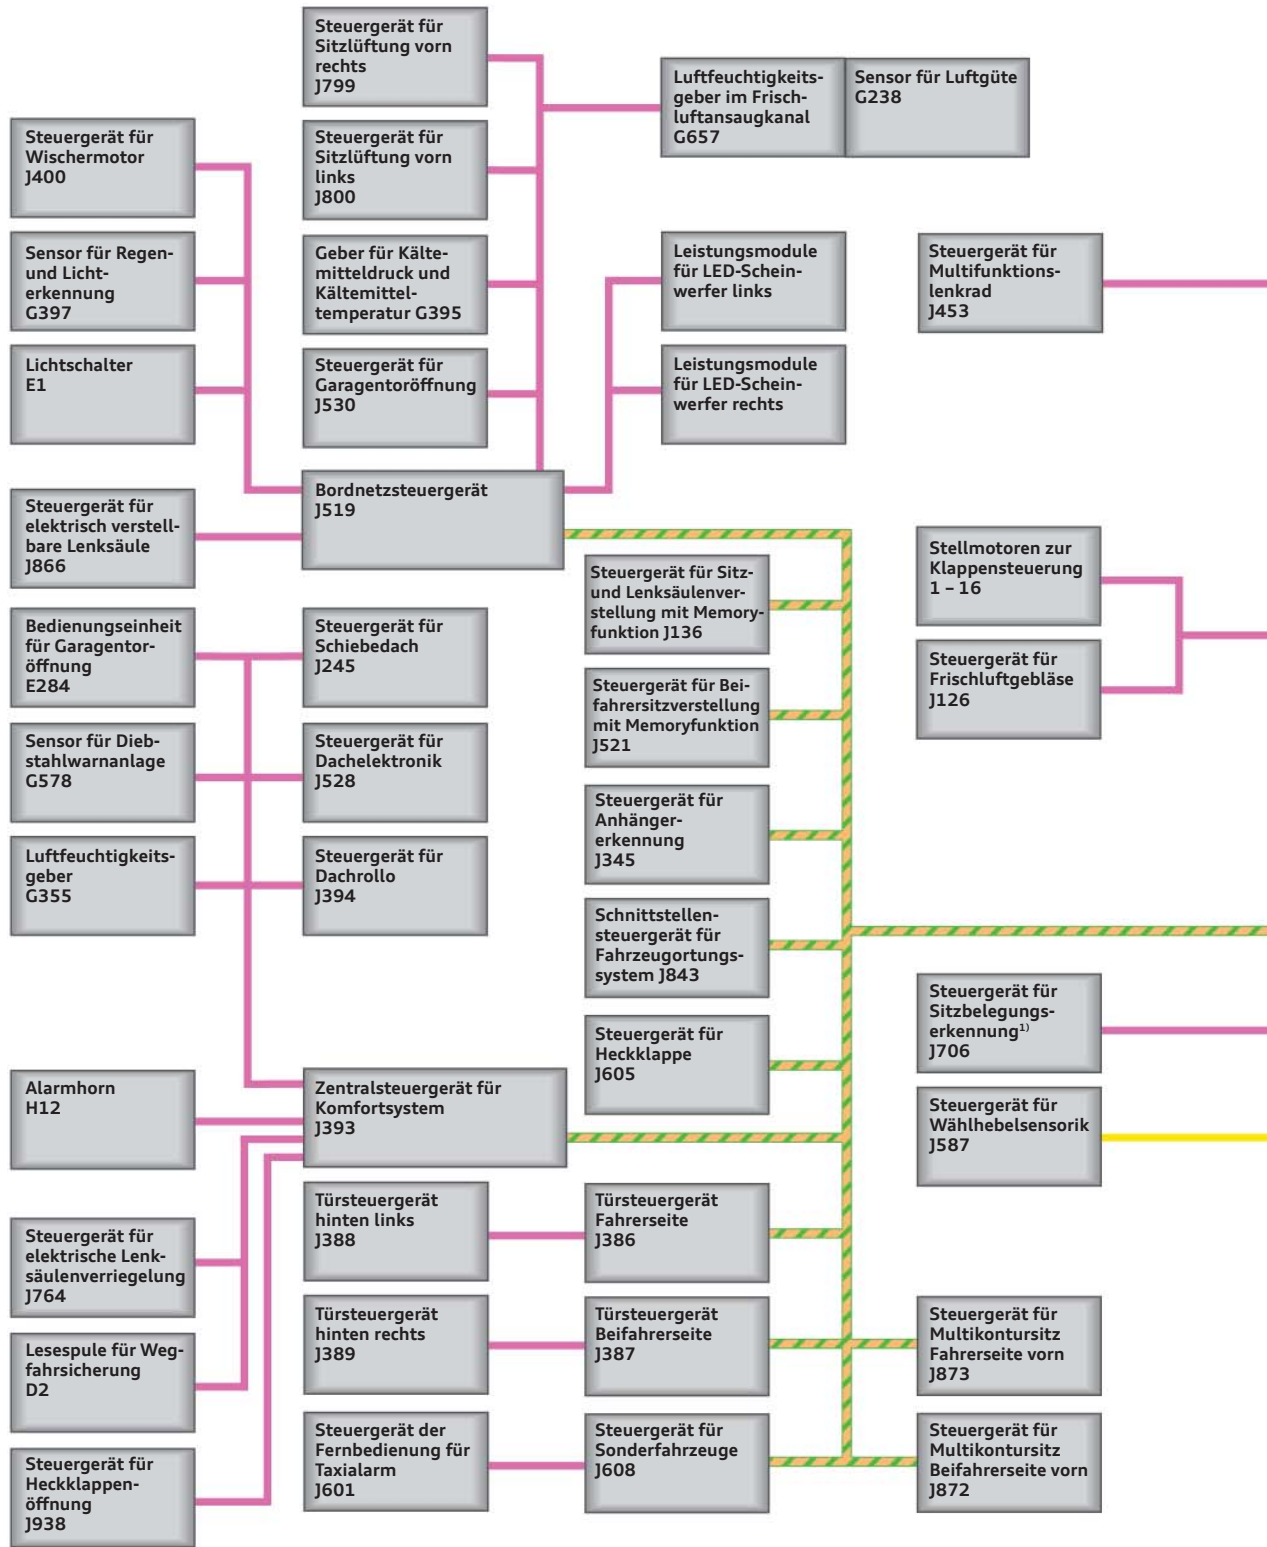 Steuergerät für
Sitzlüftung vorn
rechts
J799
Luftfeuchtigkeits-
geber im Frisch-
luftansaugkanal
G657
Sensor für Luftgüte
G238
Steuergerät für
Wischermotor
J400
Steuergerät für
Sitzlüftung vorn
links
J800
Sensor für Regen-
und Licht-
erkennung
G397
Geber für Kälte-
mitteldruck und
Kältemittel-
temperatur G395
Leistungsmodule
für LED-Schein-
werfer links
Steuergerät für
Multifunktions-
lenkrad
J453
Lichtschalter
E1
Steuergerät für
Garagentoröffnung
J530
Leistungsmodule
für LED-Schein-
werfer rechts
Steuergerät für
elektrisch verstell-
bare Lenksäule
J866
Bordnetzsteuergerät
J519
Steuergerät für Sitz-
und Lenksäulenver-
stellung mit Memory-
funktion J136
Stellmotoren zur
Klappensteuerung
1 – 16
Bedienungseinheit
für Garagentor-
öffnung
E284
Steuergerät für
Schiebedach
J245
Steuergerät für Bei-
fahrersitzverstellung
mit Memoryfunktion
J521
Steuergerät für
Frischluftgebläse
J126
Sensor für Dieb-
stahlwarnanlage
G578
Steuergerät für
Dachelektronik
J528
Steuergerät für
Anhänger-
erkennung
J345
Luftfeuchtigkeits-
geber
G355
Steuergerät für
Dachrollo
J394
Schnittstellen-
steuergerät für
Fahrzeugortungs-
system J843
Steuergerät für
Sitzbelegungs-
erkennung¹⁾
J706
Steuergerät für
Heckklappe
J605
Alarmhorn
H12
Zentralsteuergerät für
Komfortsystem
J393
Steuergerät für
Wählhebelsensorik
J587
Türsteuergerät
hinten links
J388
Türsteuergerät
Fahrerseite
J386
Steuergerät für
elektrische Lenk-
säulenverriegelung
J764
Türsteuergerät
hinten rechts
J389
Türsteuergerät
Beifahrerseite
J387
Steuergerät für
Multikontursitz
Fahrerseite vorn
J873
Lesespule für Weg-
fahrsicherung
D2
Steuergerät der
Fernbedienung für
Taxialarm
J601
Steuergerät für
Sonderfahrzeuge
J608
Steuergerät für
Multikontursitz
Beifahrerseite vorn
J872
Steuergerät für
Heckklappen-
öffnung
J938